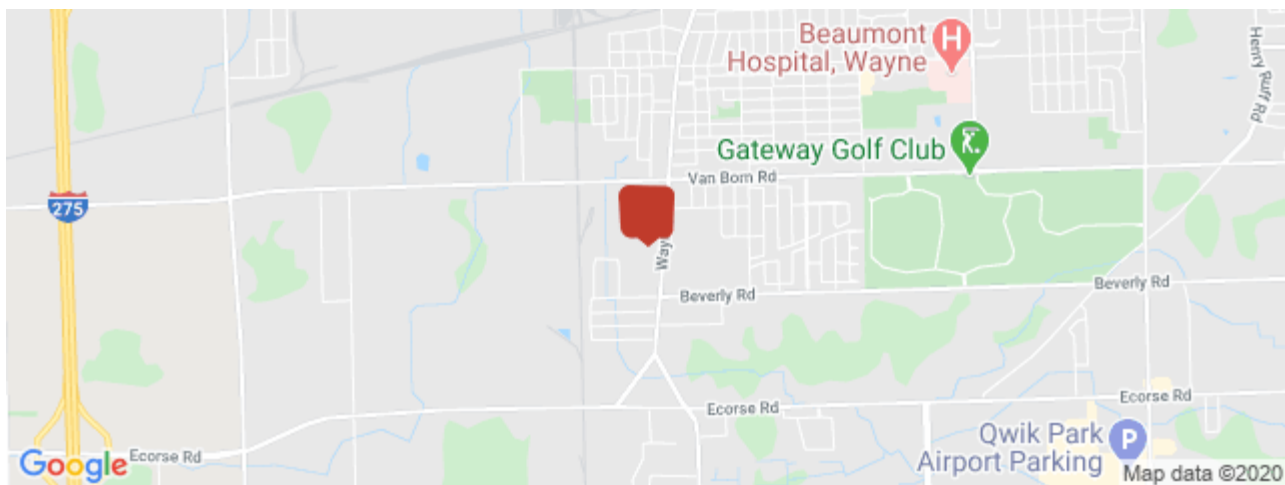 Beaumont
Hospital, Wayne
H
Henry Ruff Rd
Gateway Golf Club
Van Born Rd
275
Way
Beverly Rd
Beverly Rd
Ecorse Rd
Ecorse Rd
Qwik Park
Airport Parking
P
Ecorse Rd
Google
Map data ©2020